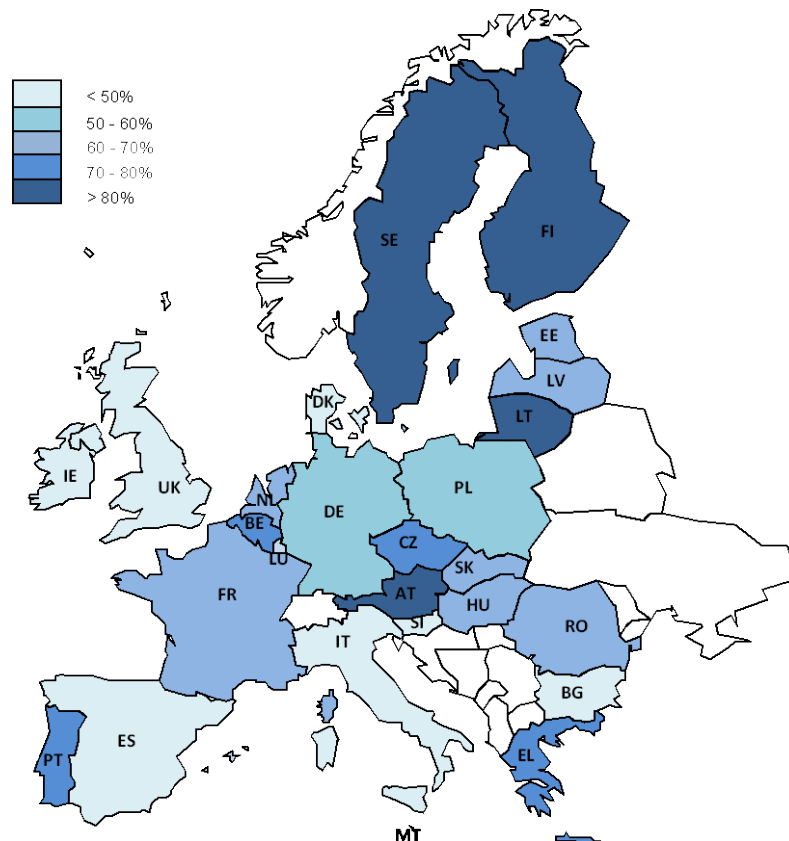 < 50%
50 - 60%
60 - 70%
70 - 80%
> 80%
SE
FI
EE
LV
LT
DK
IE
UK
NL
BE
LU
DE
PL
CZ
SK
FR
AT
HU
SI
IT
RO
BG
ES
PT
EL
MT